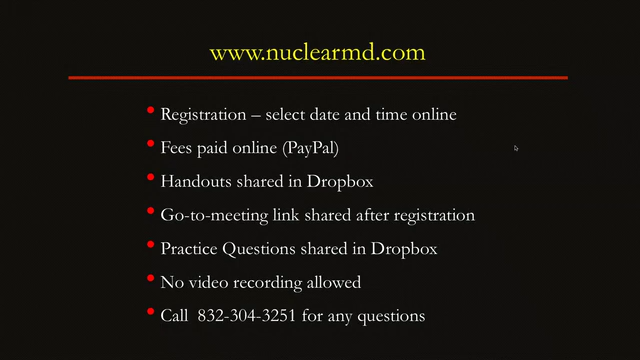 www.nuclearmd.com
• Registration – select date and time online
• Fees paid online (PayPal)
• Handouts shared in Dropbox
• Go-to-meeting link shared after registration
• Practice Questions shared in Dropbox
• No video recording allowed
• Call  832-304-3251 for any questions